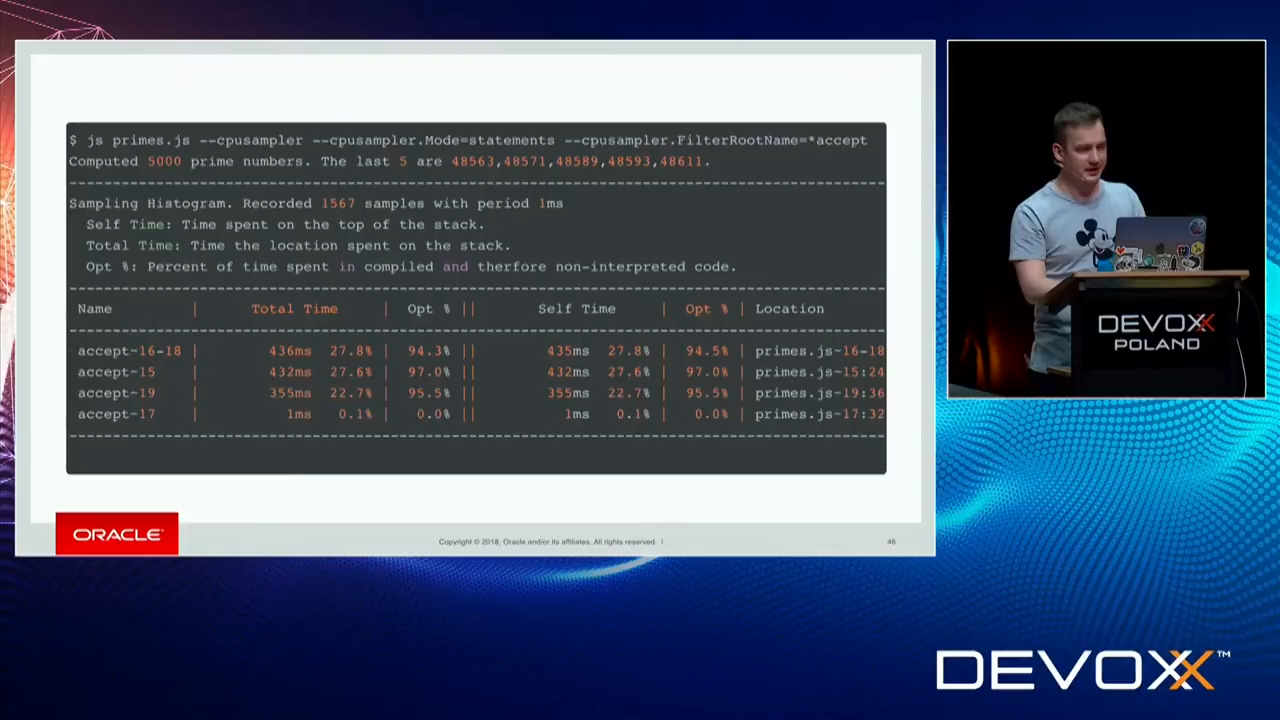 $ js primes.js --cpusampler --cpusampler.Mode=statements --cpusampler.FilterRootName=*accept
Computed 5000 prime numbers. The last 5 are 48563,48571,48589,48593,48611.
Sampling Histogram. Recorded 1567 samples with period 1ms
Self Time: Time spent on the top of the stack.
Total Time: Time the location spent on the stack.
Opt %: Percent of time spent in compiled and therfore non-interpreted code.
Name | Total Time | Opt % || Self Time | Opt % | Location
accept~16-18 | 436ms 27.8% | 94.3% || 435ms 27.8% | 94.5% | primes.js~16-18
accept~15 | 432ms 27.6% | 97.0% || 432ms 27.6% | 97.0% | primes.js~15:24
accept~19 | 355ms 22.7% | 95.5% || 355ms 22.7% | 95.5% | primes.js~19:36
accept~17 | 1ms 0.1% | 0.0% || 1ms 0.1% | 0.0% | primes.js~17:32
ORACLE
Copyright © 2018, Oracle and/or its affiliates. All rights reserved. |
46
DEVOXX
POLAND
DEVOXX™